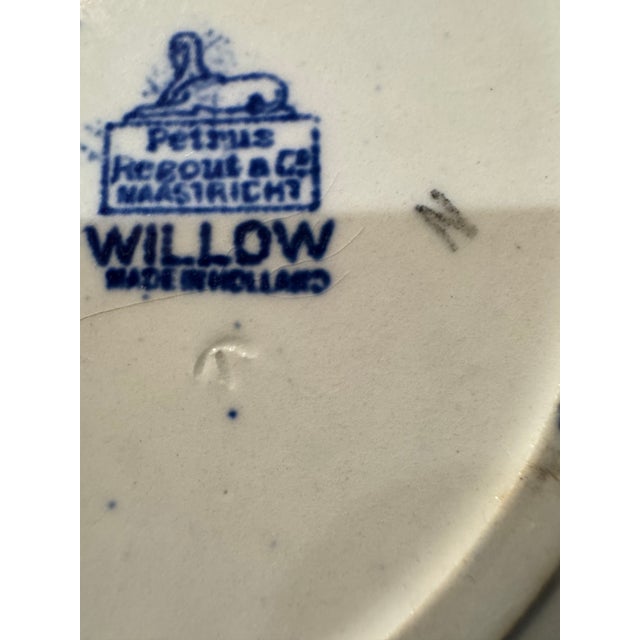 Petrus
Regout & Co
MAASTRICHT
WILLOW
MADE IN HOLLAND
N